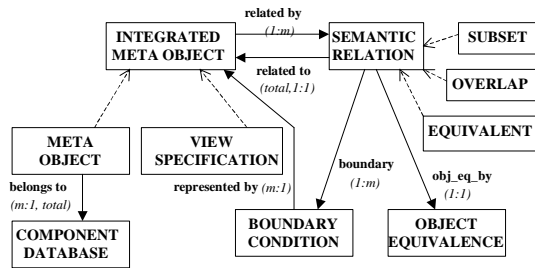 related by
(1:m)
INTEGRATED
META OBJECT
SEMANTIC
RELATION
SUBSET
related to
(total,1:1)
OVERLAP
EQUIVALENT
META
OBJECT
VIEW
SPECIFICATION
boundary
(1:m)
belongs to
(m:1, total)
represented by (m:1)
obj_eq_by
(1:1)
COMPONENT
DATABASE
BOUNDARY
CONDITION
OBJECT
EQUIVALENCE